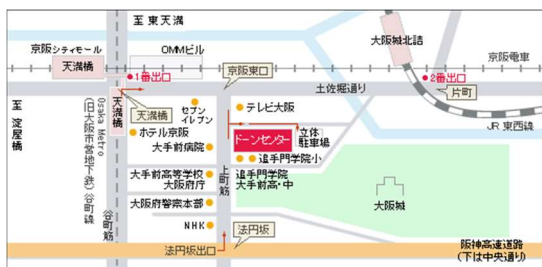 至 東天満
京阪シティモール
OMMビル
大阪城北詰
京阪電車
天満橋
1番出口
京阪東口
2番出口
土佐堀通り
片町
至 淀屋橋
天満橋
天満橋
セブン
イレブン
テレビ大阪
JR 東西線
Osaka Metro
(旧大阪市営地下鉄)谷町線
ホテル京阪
大手前病院
ドーンセンター
立体
駐車場
追手門学院小
大手前高等学校
大阪府庁
上町筋
追手門学院
大手前高・中
大阪府警察本部
大阪城
谷町筋
NHK
法円坂
法円坂出口
阪神高速道路
(下は中央通り)